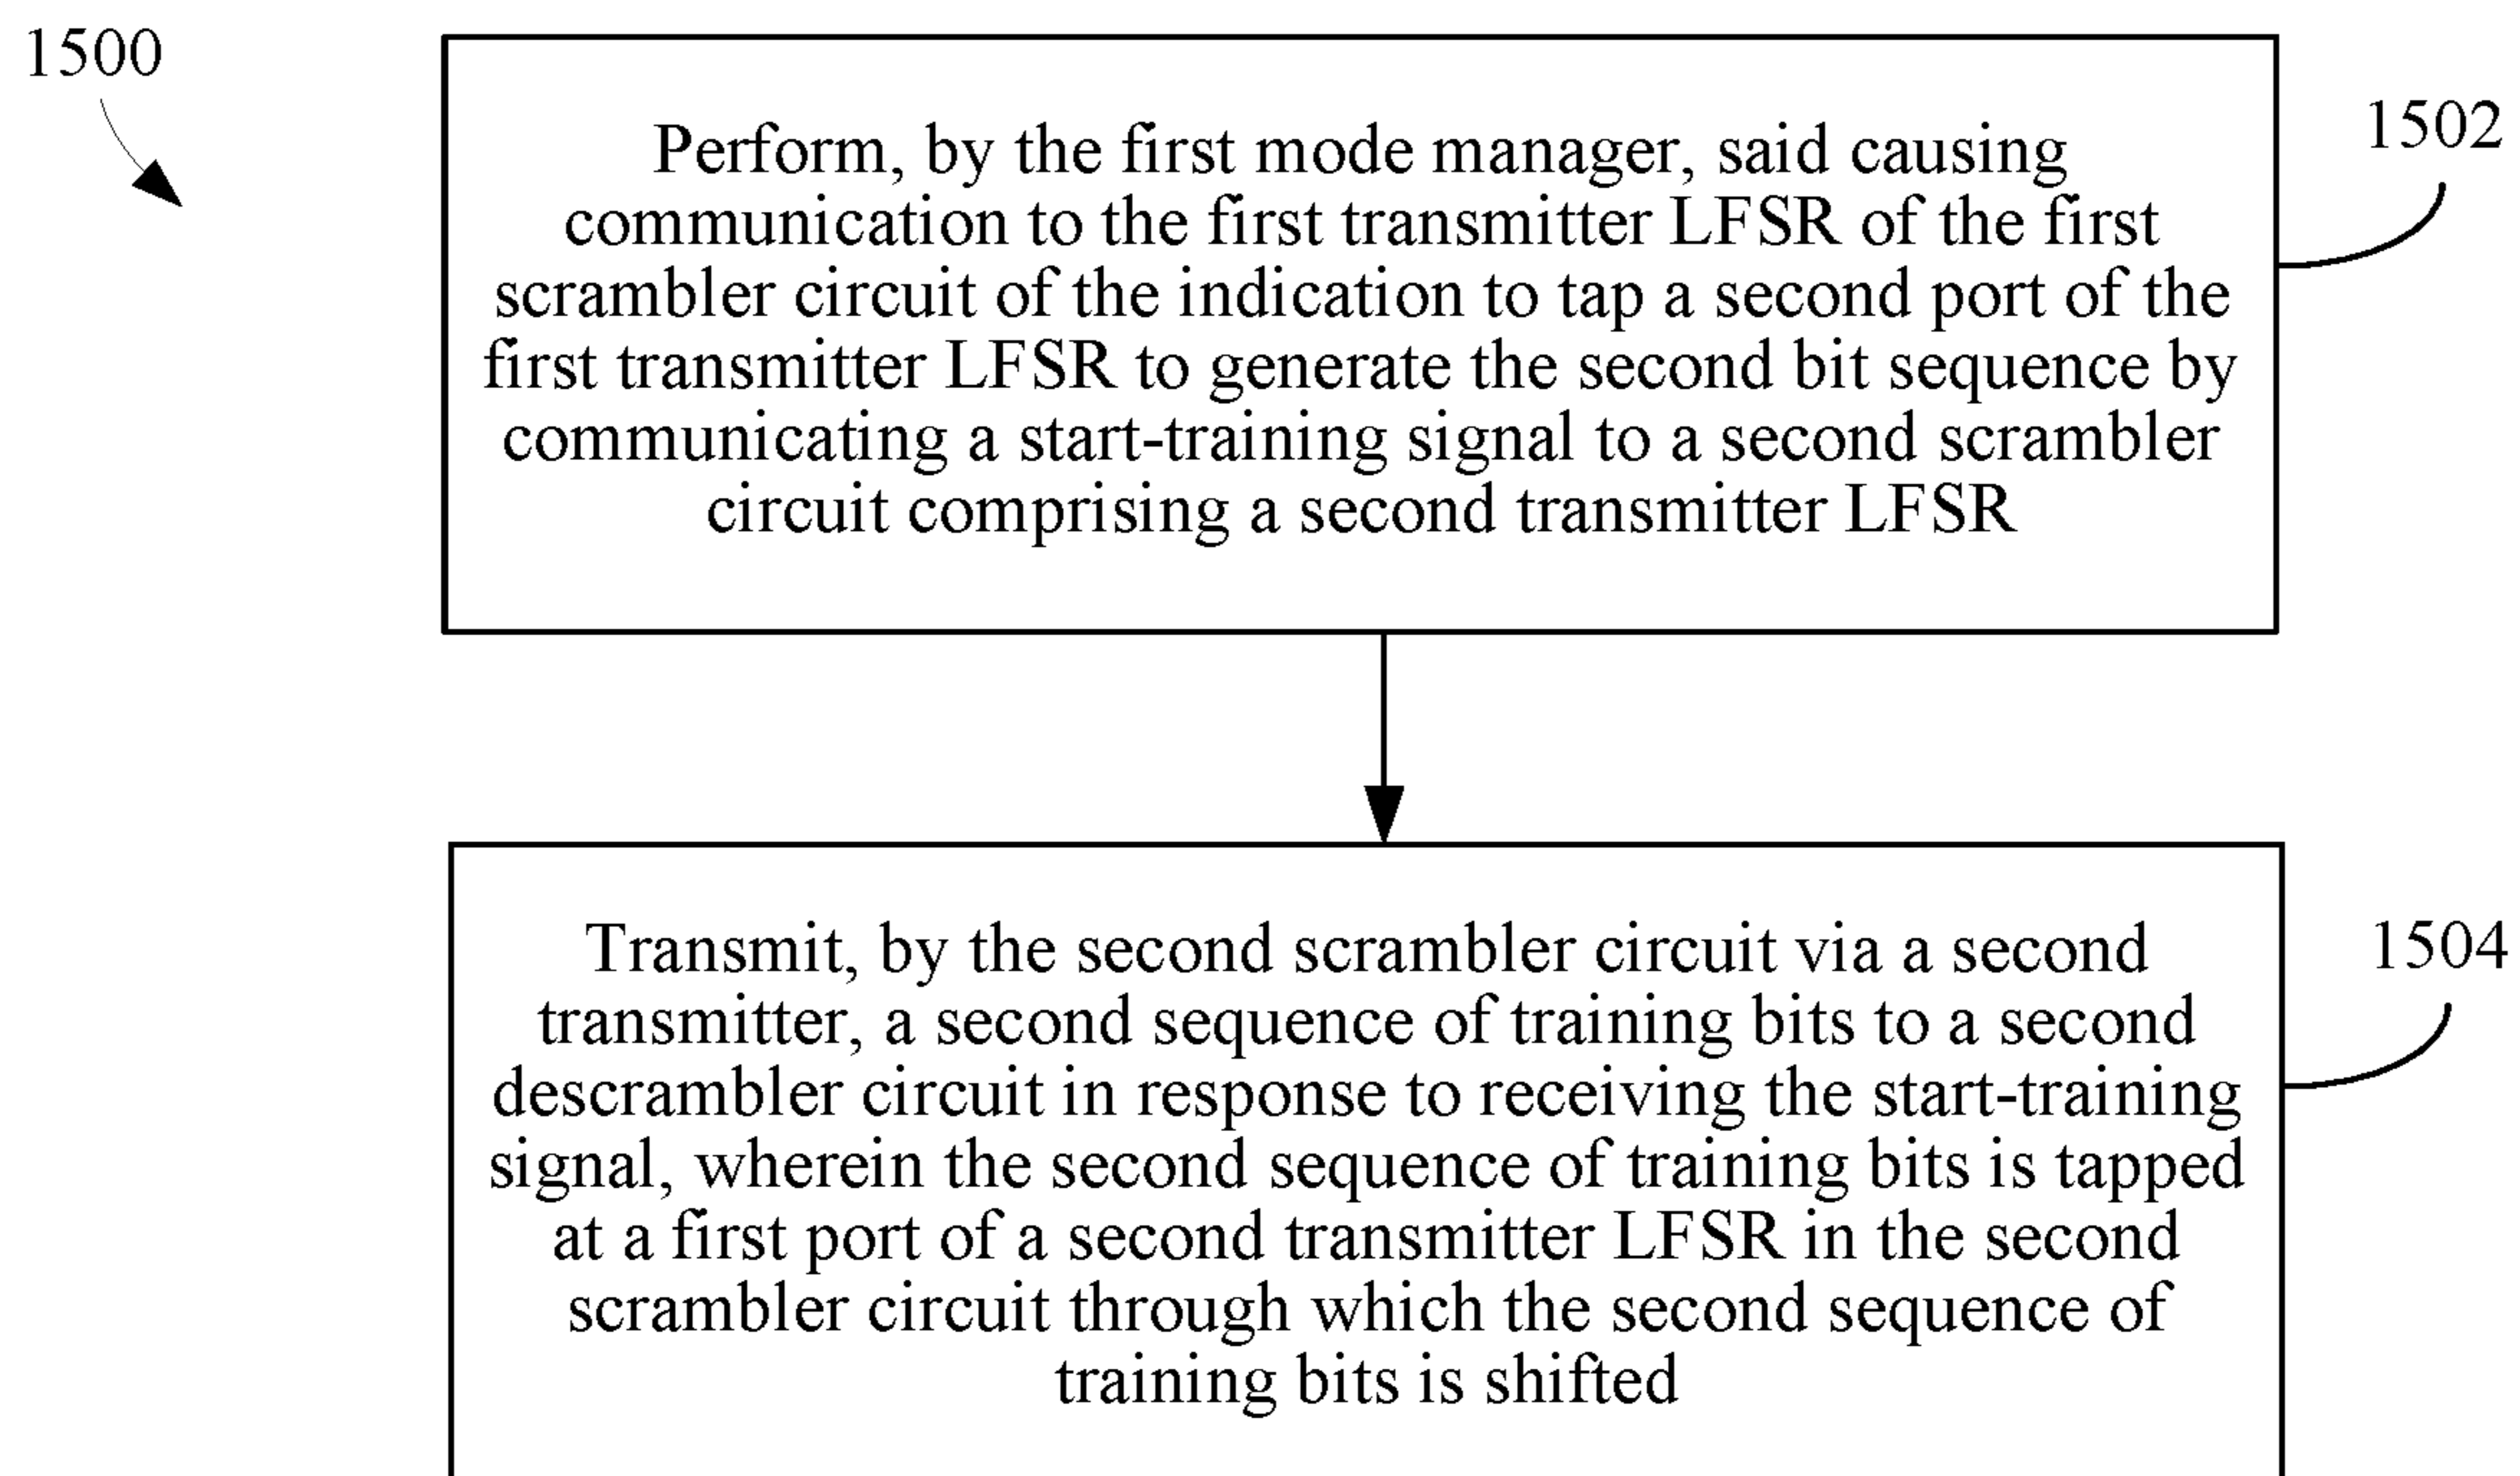 1500
Perform, by the first mode manager, said causing
communication to the first transmitter LFSR of the first
scrambler circuit of the indication to tap a second port of the
first transmitter LFSR to generate the second bit sequence by
communicating a start-training signal to a second scrambler
circuit comprising a second transmitter LFSR
1502
Transmit, by the second scrambler circuit via a second
transmitter, a second sequence of training bits to a second
descrambler circuit in response to receiving the start-training
signal, wherein the second sequence of training bits is tapped
at a first port of a second transmitter LFSR in the second
scrambler circuit through which the second sequence of
training bits is shifted
1504